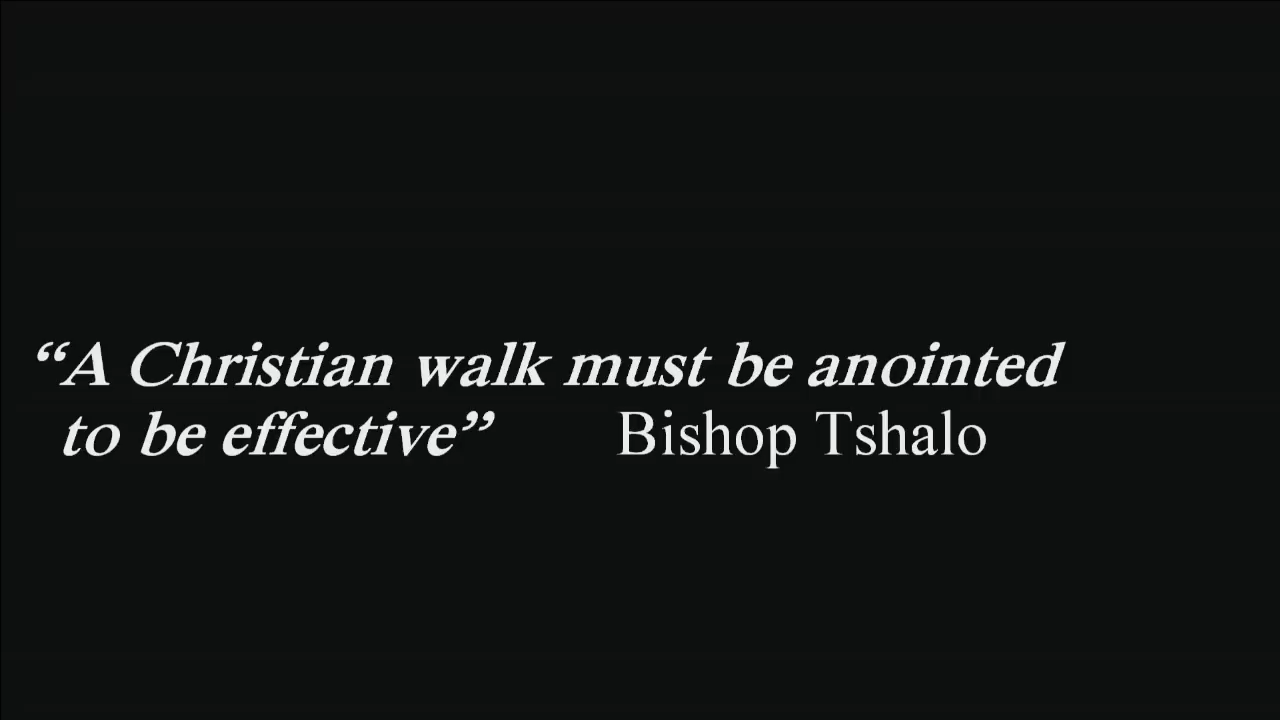 “A Christian walk must be anointed
to be effective” Bishop Tshalo